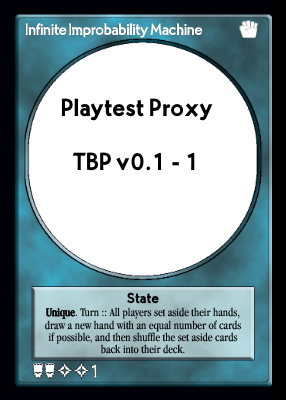 Infinite Improbability Machine
Playtest Proxy
TBP v0.1 - 1
State
Unique. Turn :: All players set aside their hands,
draw a new hand with an equal number of cards
if possible, and then shuffle the set aside cards
back into their deck.
1